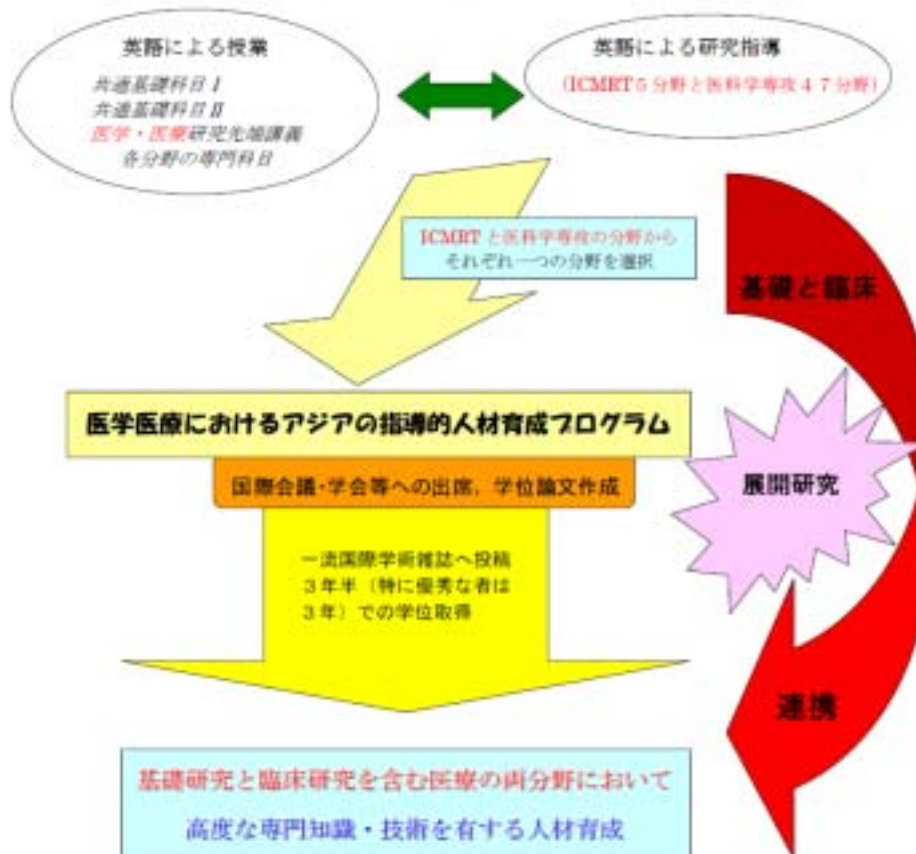 英語による授業
共通基礎科目Ⅰ
共通基礎科目Ⅱ
医学・医療研究先端講義
各分野の専門科目
英語による研究指導
(ICMRT５分野と医科学専攻４７分野)
ICMRTと医科学専攻の分野から
それぞれ一つの分野を選択
基礎と臨床
医学医療におけるアジアの指導的人材育成プログラム
国際会議・学会等への出席，学位論文作成
展開研究
一流国際学術雑誌へ投稿
３年半（特に優秀な者は
３年）での学位取得
連携
基礎研究と臨床研究を含む医療の両分野において
高度な専門知識・技術を有する人材育成